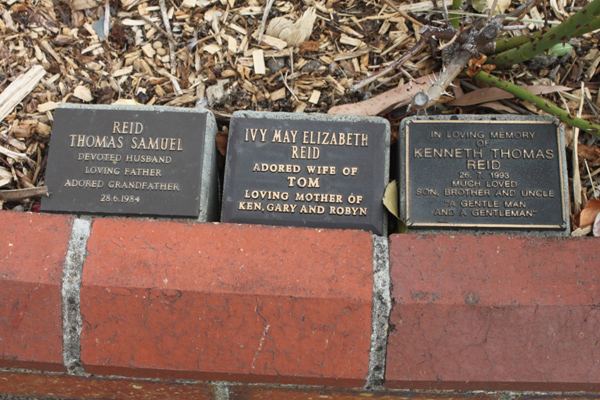 REID
THOMAS SAMUEL
DEVOTED HUSBAND
LOVING FATHER
ADORED GRANDFATHER
28.6.1984
IVY MAY ELIZABETH
REID
ADORED WIFE OF
TOM
LOVING MOTHER OF
KEN, GARY AND ROBYN
IN LOVING MEMORY
OF
KENNETH THOMAS
REID
26.7.1993
MUCH LOVED
SON, BROTHER AND UNCLE
"A GENTLE MAN
AND A GENTLEMAN"